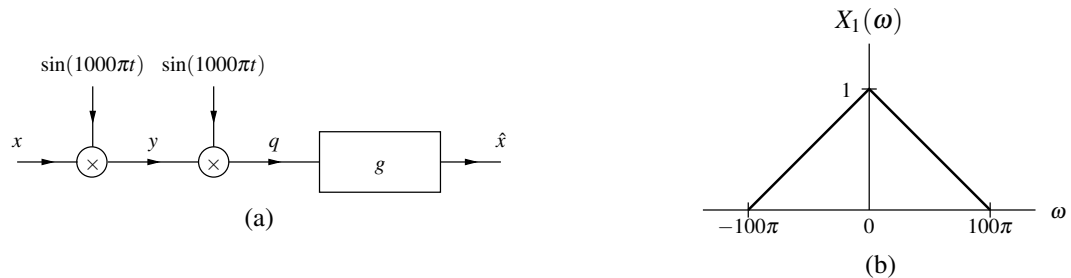 sin(1000πt) sin(1000πt)
x y q g x̂
× ×
(a)
X₁(ω)
1
−100π 0 100π ω
(b)